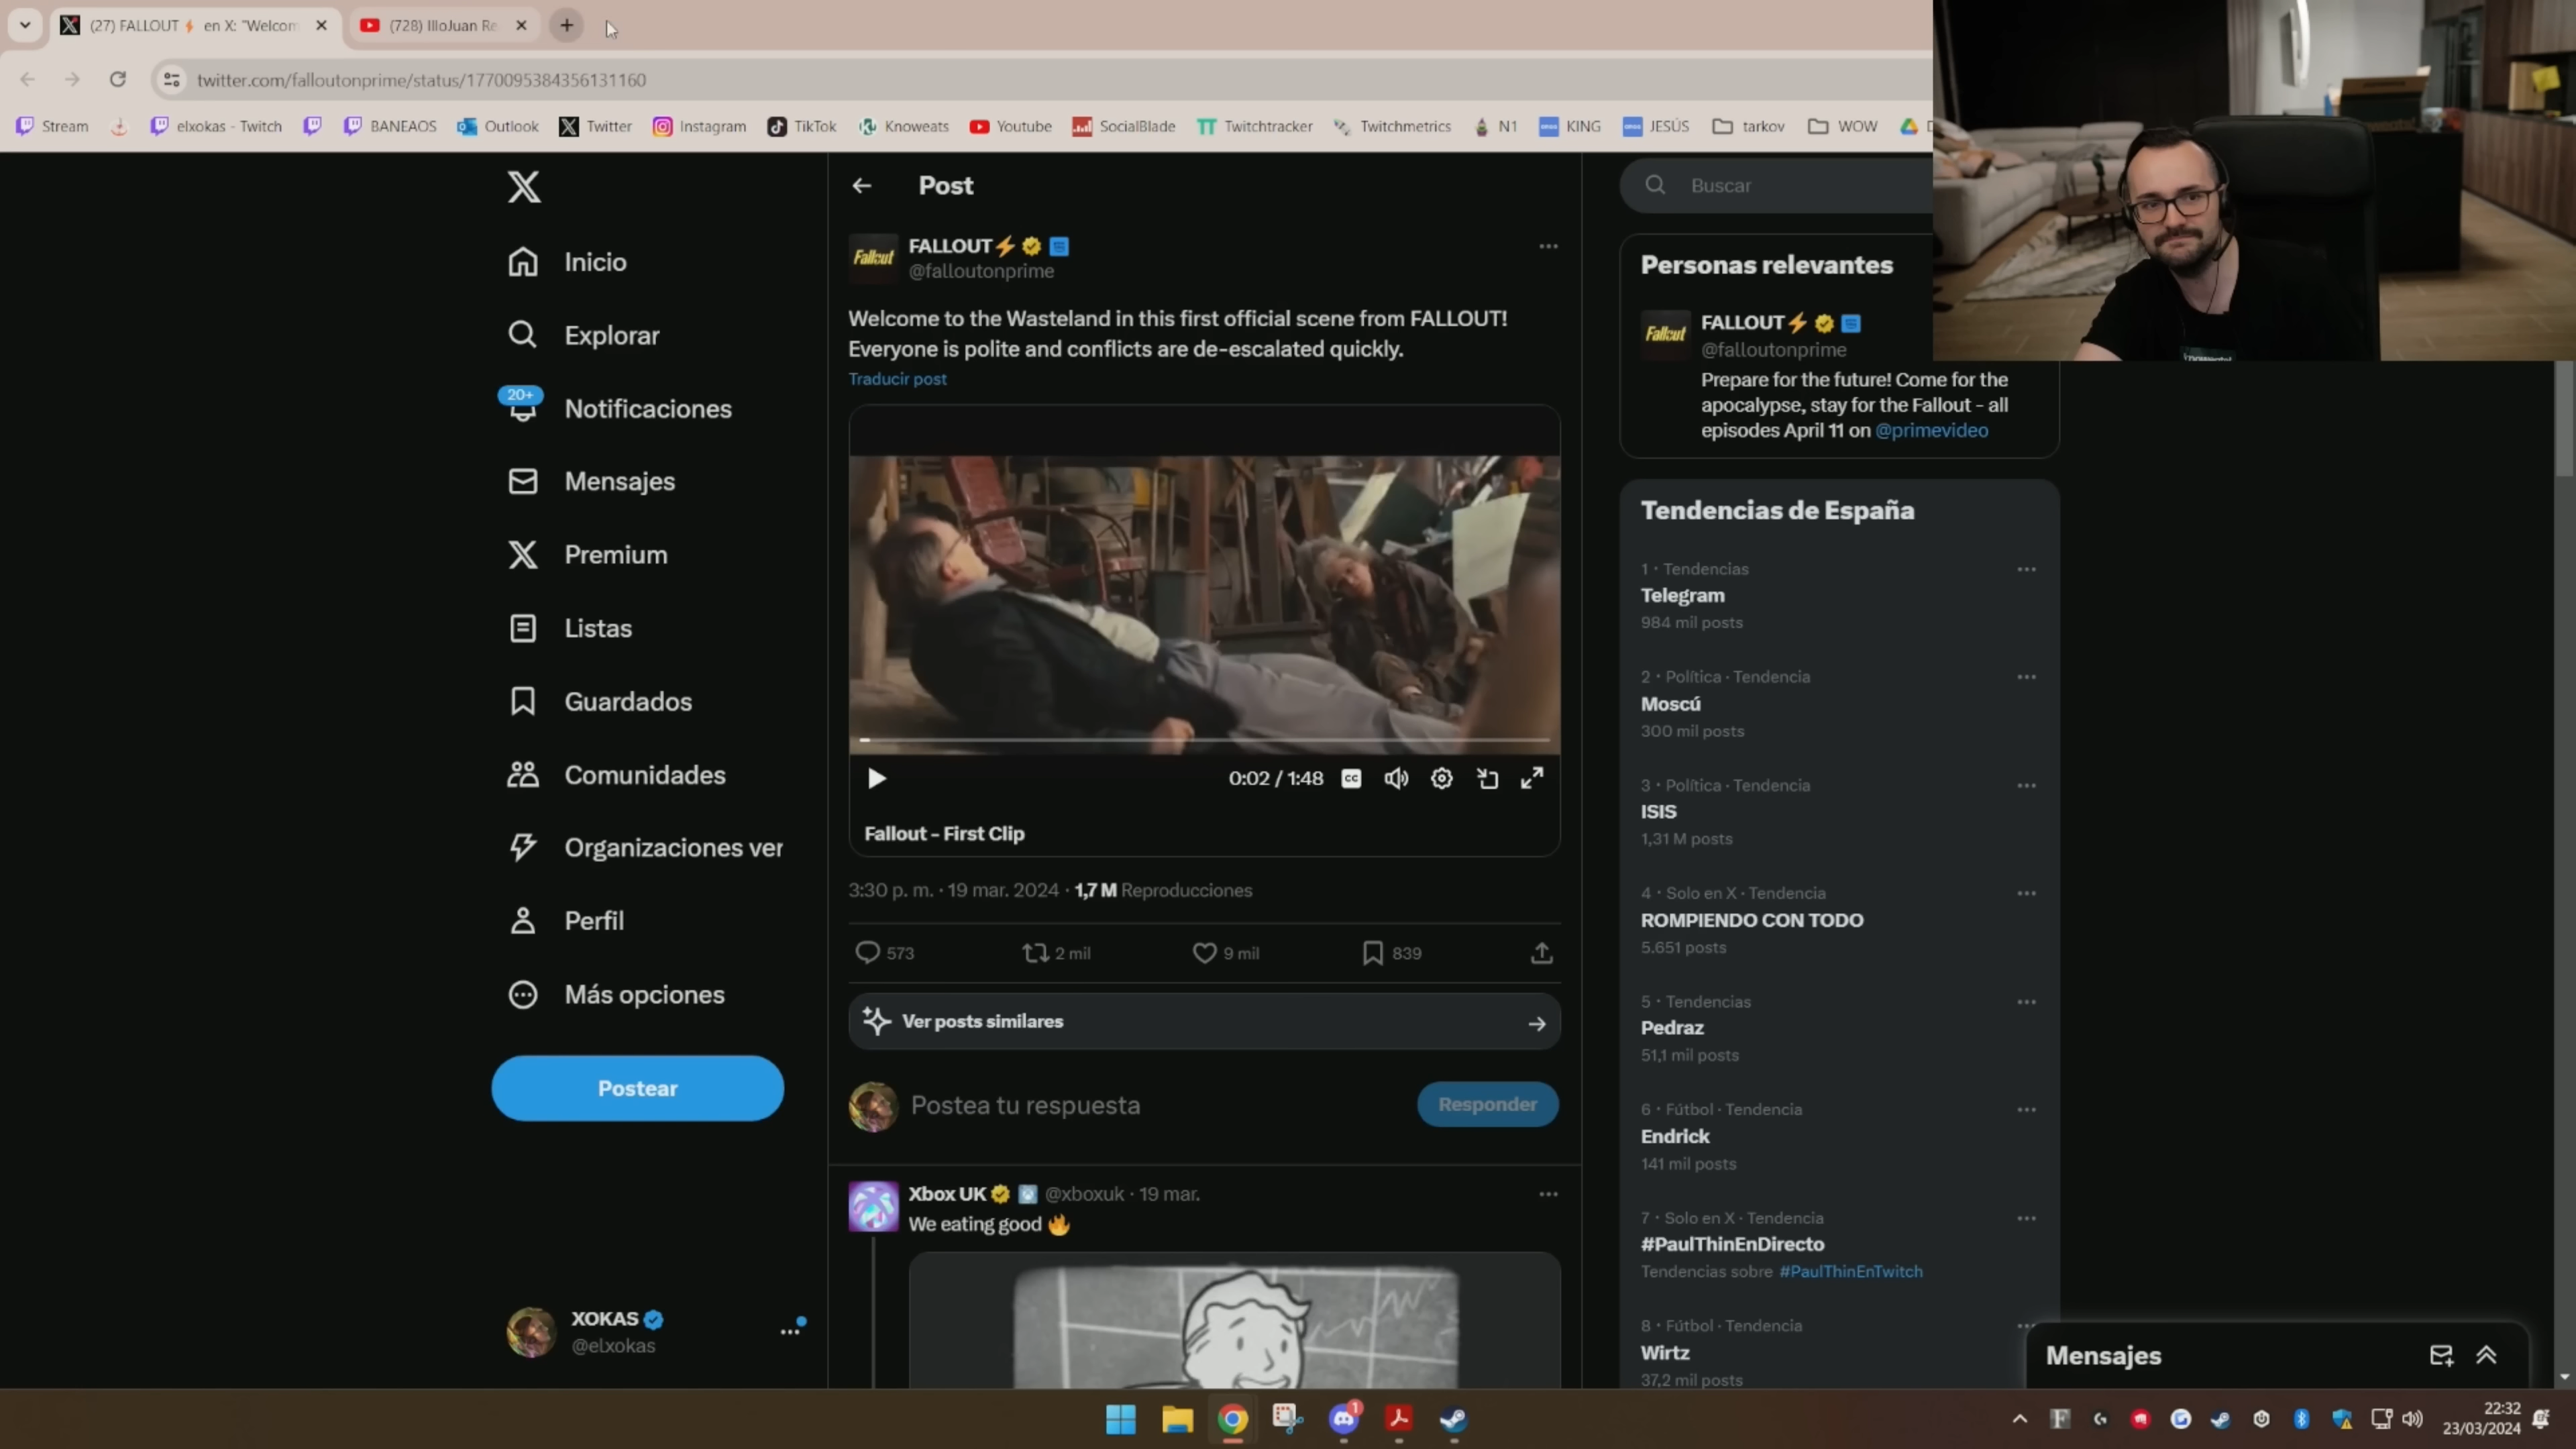 (27) FALLOUT⚡ en X: "Welcom
(728) IlloJuan Re
twitter.com/falloutonprime/status/1770095384356131160
Stream
elxokas - Twitch
BANEAOS
Outlook
Twitter
Instagram
TikTok
Knoweats
Youtube
SocialBlade
Twitchtracker
Twitchmetrics
N1
KING
JESÚS
tarkov
WOW
Inicio
Explorar
20+
Notificaciones
Mensajes
Premium
Listas
Guardados
Comunidades
Organizaciones ver
Perfil
Más opciones
Postear
XOKAS
@elxokas
Post
Fallout
FALLOUT⚡
@falloutonprime
Welcome to the Wasteland in this first official scene from FALLOUT!
Everyone is polite and conflicts are de-escalated quickly.
Traducir post
0:02 / 1:48
CC
Fallout - First Clip
3:30 p. m. · 19 mar. 2024 · 1,7 M Reproducciones
573
2 mil
9 mil
839
Ver posts similares
Postea tu respuesta
Responder
Xbox UK @xboxuk · 19 mar.
We eating good 🔥
Buscar
Personas relevantes
Fallout
FALLOUT⚡
@falloutonprime
Prepare for the future! Come for the
apocalypse, stay for the Fallout - all
episodes April 11 on @primevideo
Tendencias de España
1 · Tendencias
Telegram
984 mil posts
2 · Política · Tendencia
Moscú
300 mil posts
3 · Política · Tendencia
ISIS
1,31 M posts
4 · Solo en X · Tendencia
ROMPIENDO CON TODO
5.651 posts
5 · Tendencias
Pedraz
51,1 mil posts
6 · Fútbol · Tendencia
Endrick
141 mil posts
7 · Solo en X · Tendencia
#PaulThinEnDirecto
Tendencias sobre #PaulThinEnTwitch
8 · Fútbol · Tendencia
Wirtz
37,2 mil posts
Mensajes
1
22:32
23/03/2024